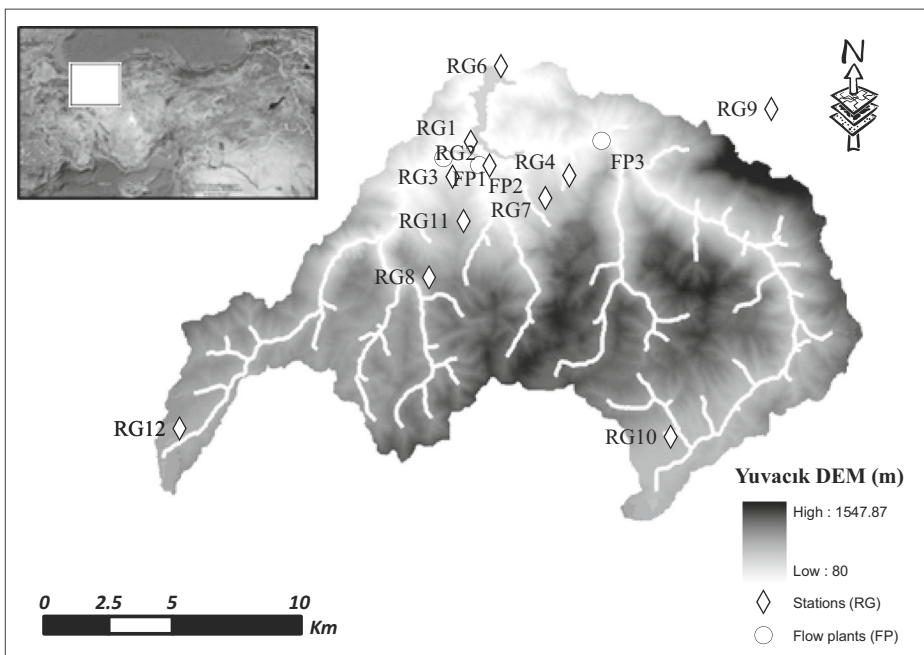 N
RG6
RG9
RG1
RG2
RG4
RG3
FP1
FP2
FP3
RG7
RG11
RG8
RG12
RG10
Yuvacık DEM (m)
High : 1547.87
Low : 80
Stations (RG)
Flow plants (FP)
0 2.5 5 10
Km